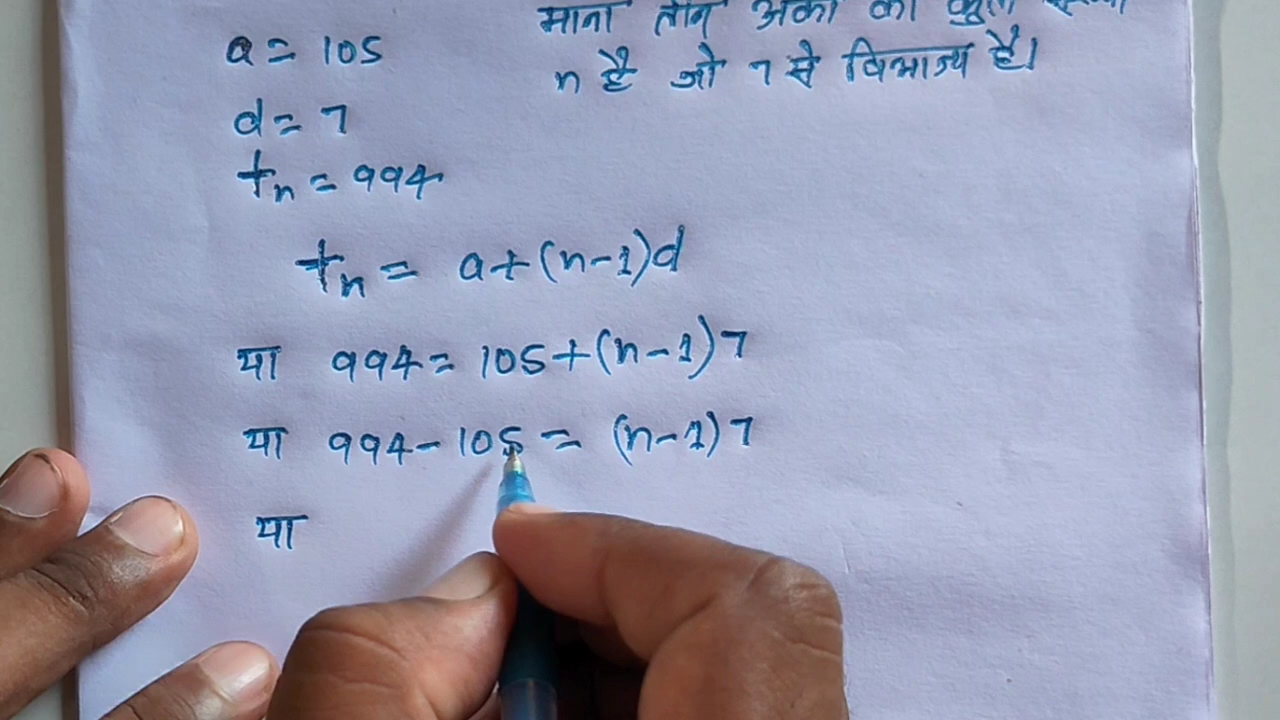 माना तीन अंकों की कुल
n है जो 7 से विभाज्य है।
a = 105
d = 7
tn = 994
tn = a+(n-1)d
या 994 = 105+(n-1)7
या 994-105 = (n-1)7
या